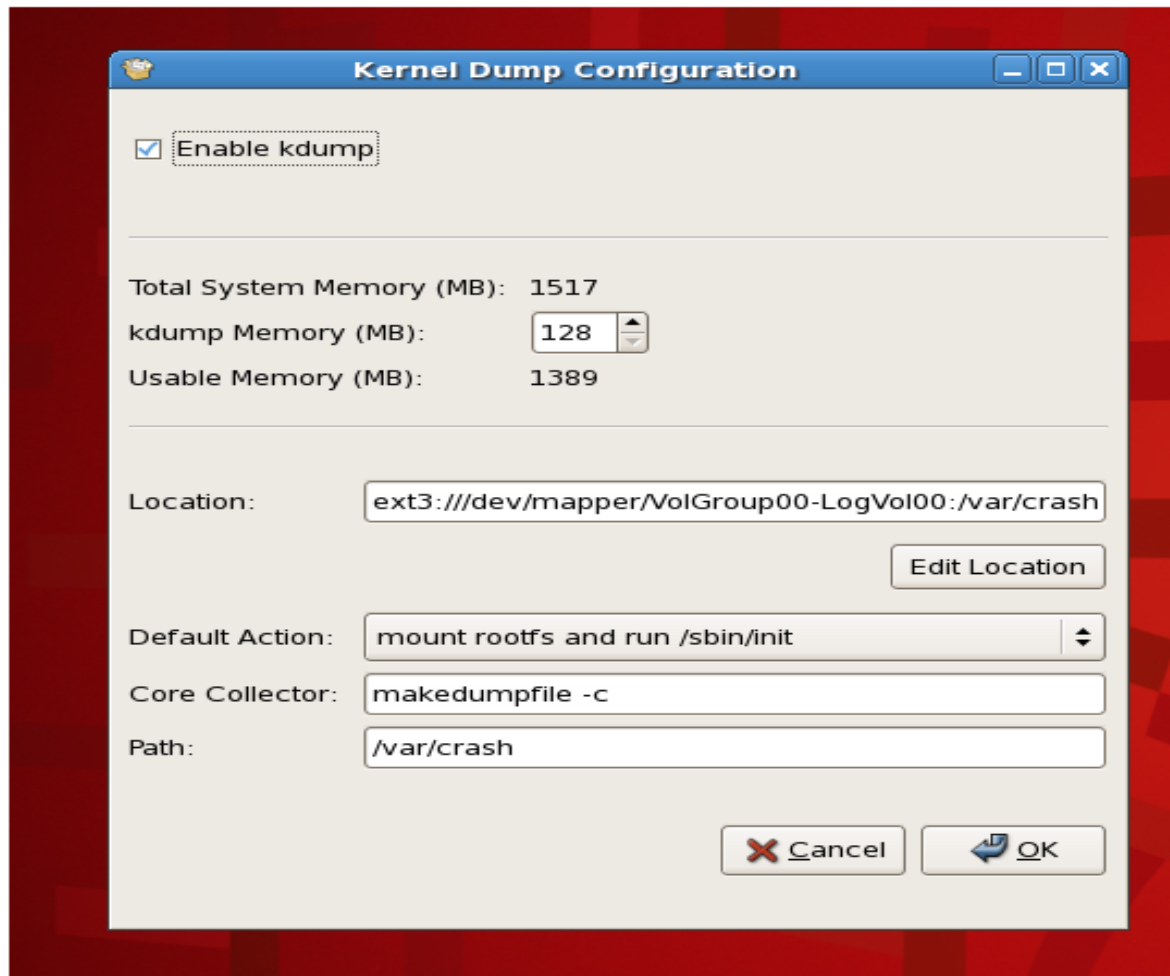 Kernel Dump Configuration
Enable kdump
Total System Memory (MB): 1517
kdump Memory (MB): 128
Usable Memory (MB): 1389
Location: ext3:///dev/mapper/VolGroup00-LogVol00:/var/crash
Edit Location
Default Action: mount rootfs and run /sbin/init
Core Collector: makedumpfile -c
Path: /var/crash
Cancel OK